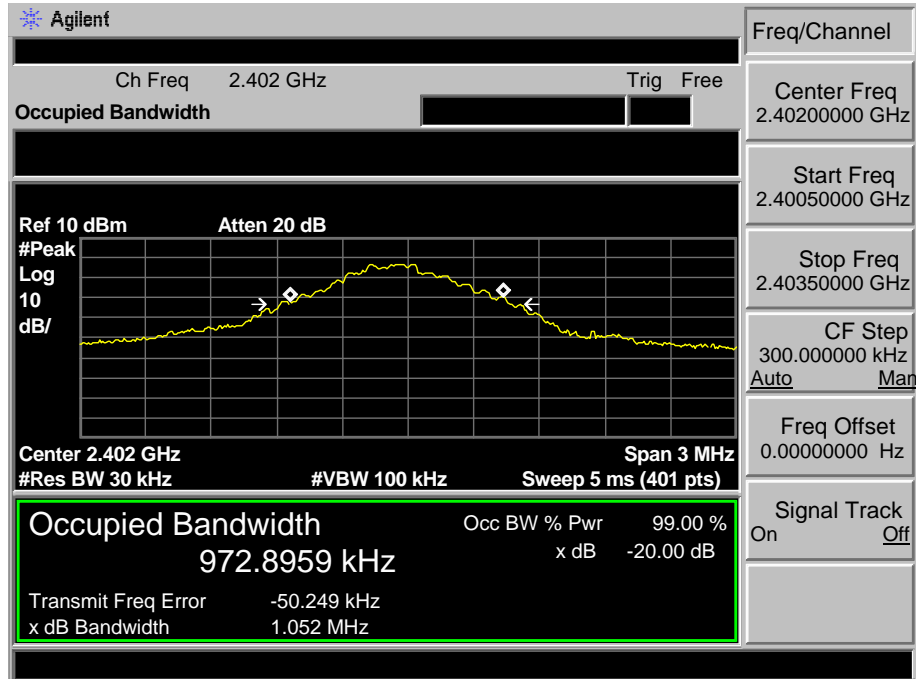 Agilent
Freq/Channel
Ch Freq 2.402 GHz Trig Free
Occupied Bandwidth
Center Freq
2.40200000 GHz
Start Freq
2.40050000 GHz
Ref 10 dBm Atten 20 dB
#Peak
Log
10
dB/
Stop Freq
2.40350000 GHz
CF Step
300.000000 kHz
Auto Man
Freq Offset
0.00000000 Hz
Center 2.402 GHz Span 3 MHz
#Res BW 30 kHz #VBW 100 kHz Sweep 5 ms (401 pts)
Signal Track
On Off
Occupied Bandwidth Occ BW % Pwr 99.00 %
972.8959 kHz x dB -20.00 dB
Transmit Freq Error -50.249 kHz
x dB Bandwidth 1.052 MHz